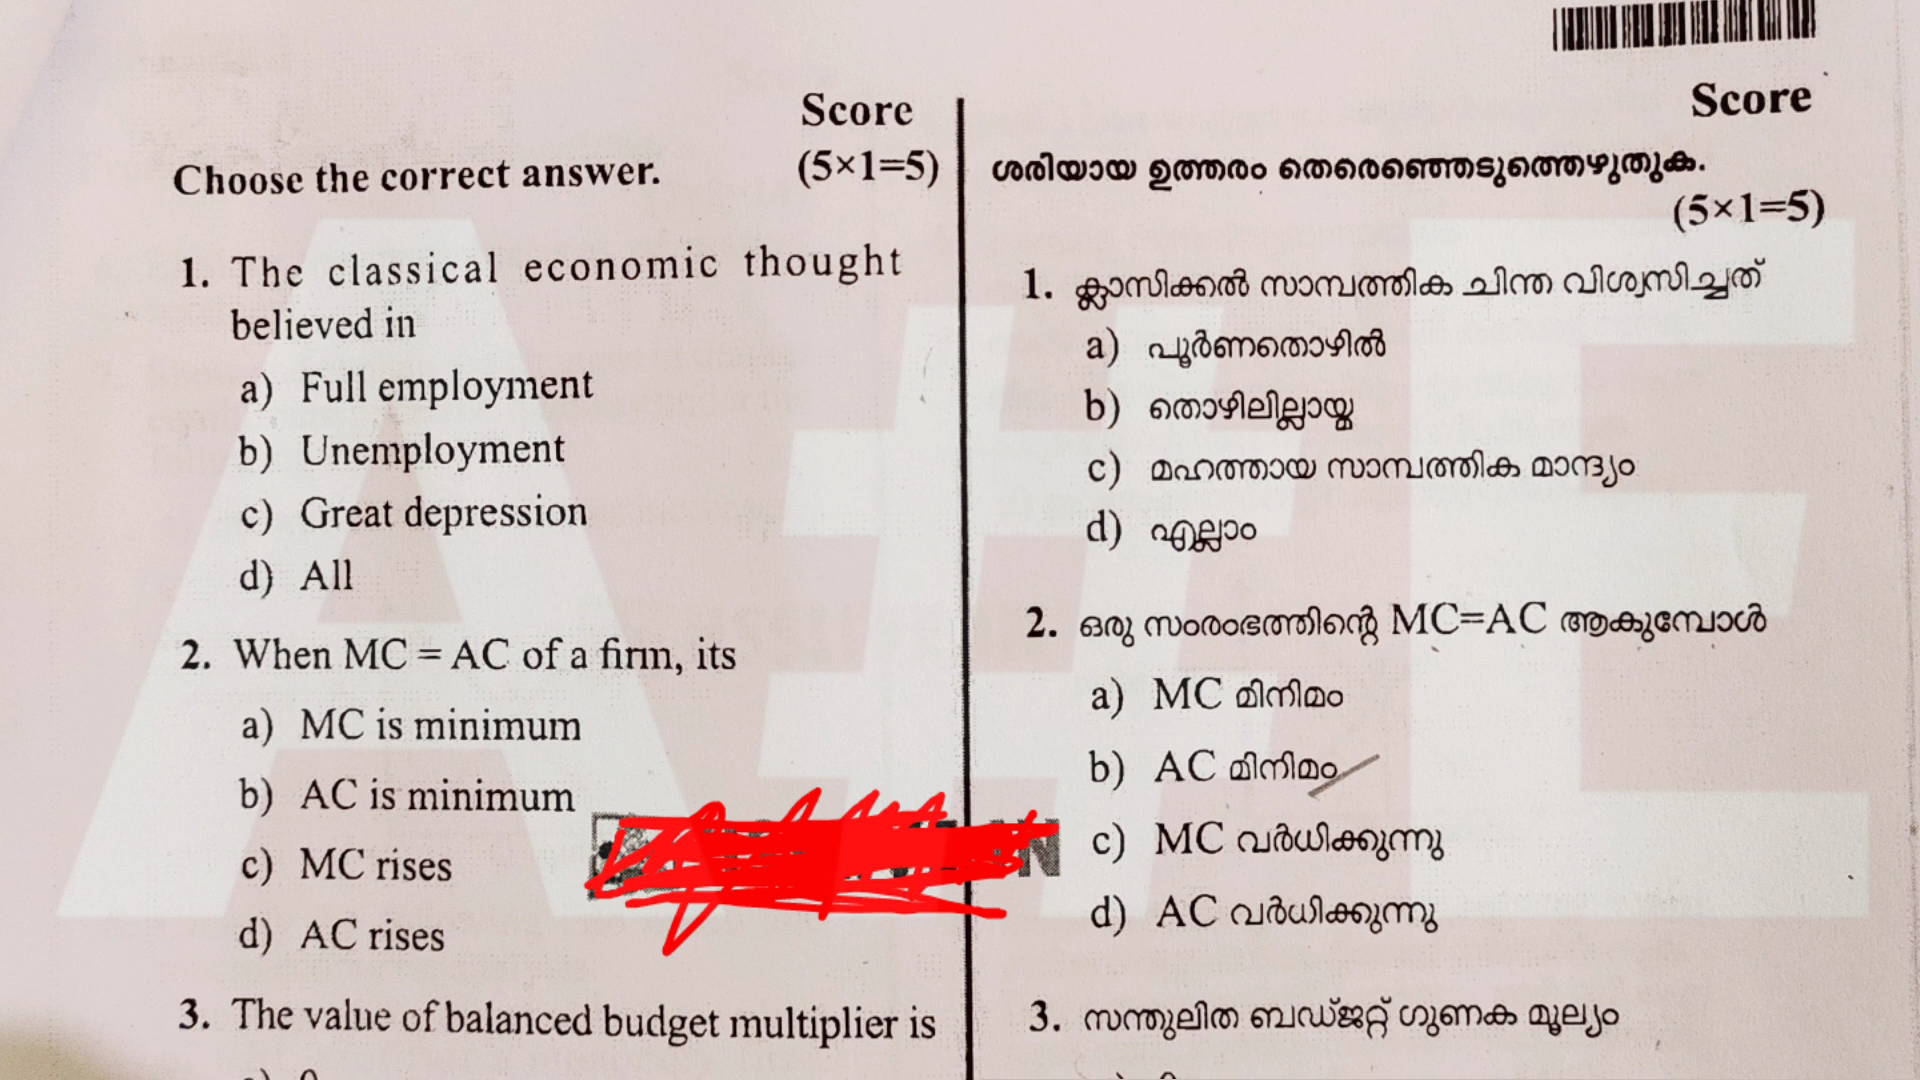 Score
Choose the correct answer. (5×1=5)
1. The classical economic thought
believed in
a) Full employment
b) Unemployment
c) Great depression
d) All
2. When MC = AC of a firm, its
a) MC is minimum
b) AC is minimum
c) MC rises
d) AC rises
3. The value of balanced budget multiplier is
Score
ശരിയായ ഉത്തരം തെരെഞ്ഞെടുത്തെഴുതുക.
(5×1=5)
1. ക്ലാസിക്കൽ സാമ്പത്തിക ചിന്ത വിശ്വസിച്ചത്
a) പൂർണതൊഴിൽ
b) തൊഴിലില്ലായ്മ
c) മഹത്തായ സാമ്പത്തിക മാന്ദ്യം
d) എല്ലാം
2. ഒരു സംരംഭത്തിന്റെ MC=AC ആകുമ്പോൾ
a) MC മിനിമം
b) AC മിനിമം
c) MC വർധിക്കുന്നു
d) AC വർധിക്കുന്നു
3. സന്തുലിത ബഡ്ജറ്റ് ഗുണക മൂല്യം
A#E